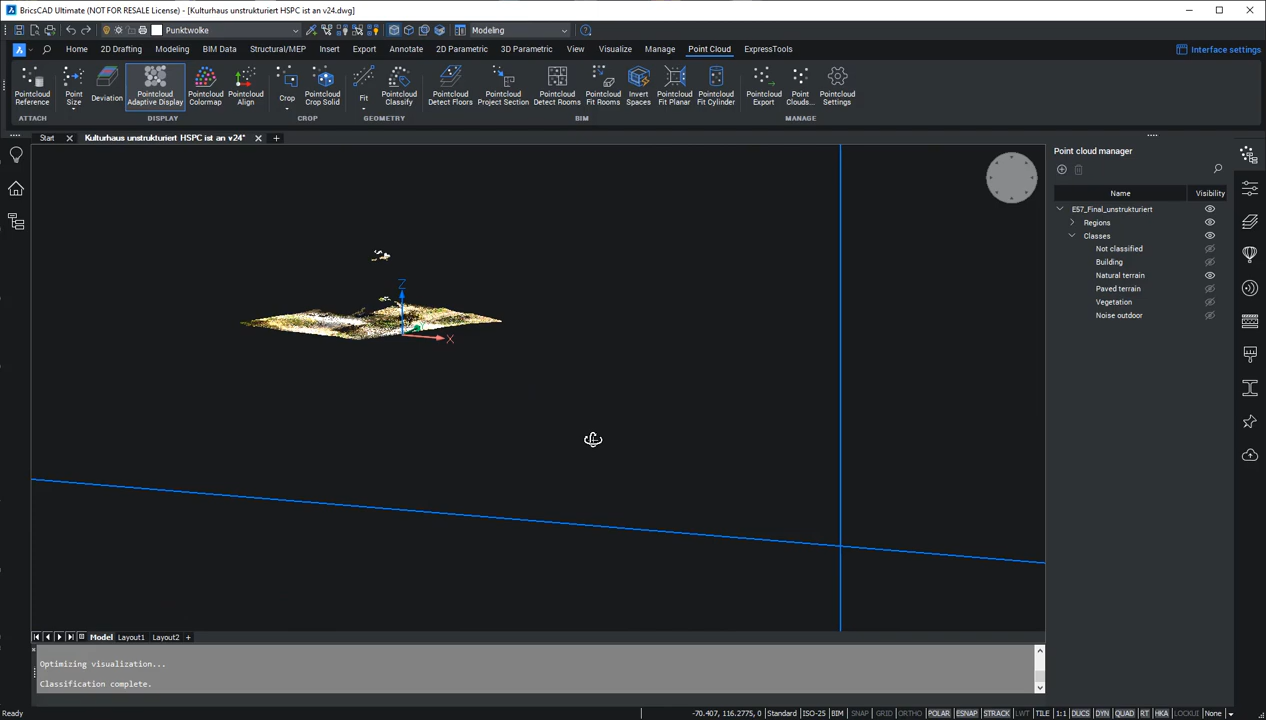 BricsCAD Ultimate (NOT FOR RESALE License) - [Kulturhaus unstrukturiert HSPC ist an v24.dwg]
Punktwolke
Modeling
Home 2D Drafting Modeling BIM Data Structural/MEP Insert Export Annotate 2D Parametric 3D Parametric View Visualize Manage Point Cloud ExpressTools Interface settings
Pointcloud Reference
Point Size
Deviation
Pointcloud Adaptive Display
Pointcloud Colormap
Pointcloud Align
Crop
Pointcloud Crop Solid
Fit
Pointcloud Classify
Pointcloud Detect Floors
Pointcloud Project Section
Pointcloud Detect Rooms
Pointcloud Fit Rooms
Invert Spaces
Pointcloud Fit Planar
Pointcloud Fit Cylinder
Pointcloud Export
Point Clouds...
Pointcloud Settings
ATTACH DISPLAY CROP GEOMETRY BIM MANAGE
Start Kulturhaus unstrukturiert HSPC ist an v24*
Point cloud manager
Name Visibility
E57_Final_unstrukturiert
Regions
Classes
Not classified
Building
Natural terrain
Paved terrain
Vegetation
Noise outdoor
Z
X
Model Layout1 Layout2 +
Optimizing visualization...
Classification complete.
Ready -70.407, 116.2775, 0 Standard ISO-25 BIM SNAP GRID ORTHO POLAR ESNAP STRACK LWT TILE 1:1 DUCS DYN QUAD RT HKA LOCKUI None